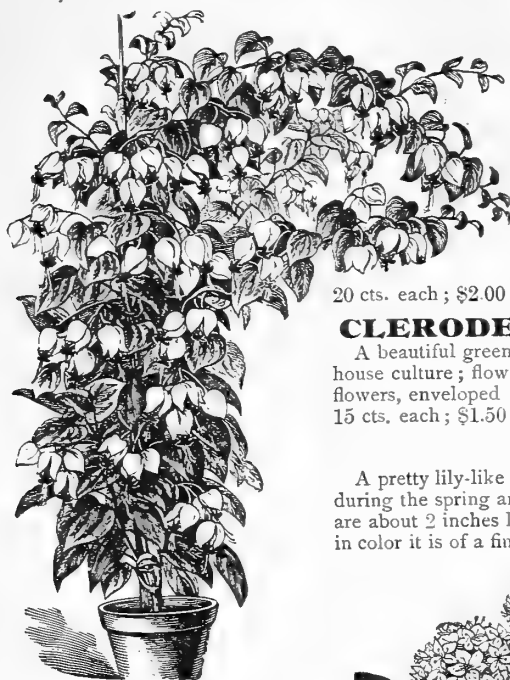 20 cts. each; $2.00
CLERODE
A beautiful green
house culture; flow
flowers, enveloped
15 cts. each; $1.50
A pretty lily-like
during the spring a
are about 2 inches l
in color it is of a fin